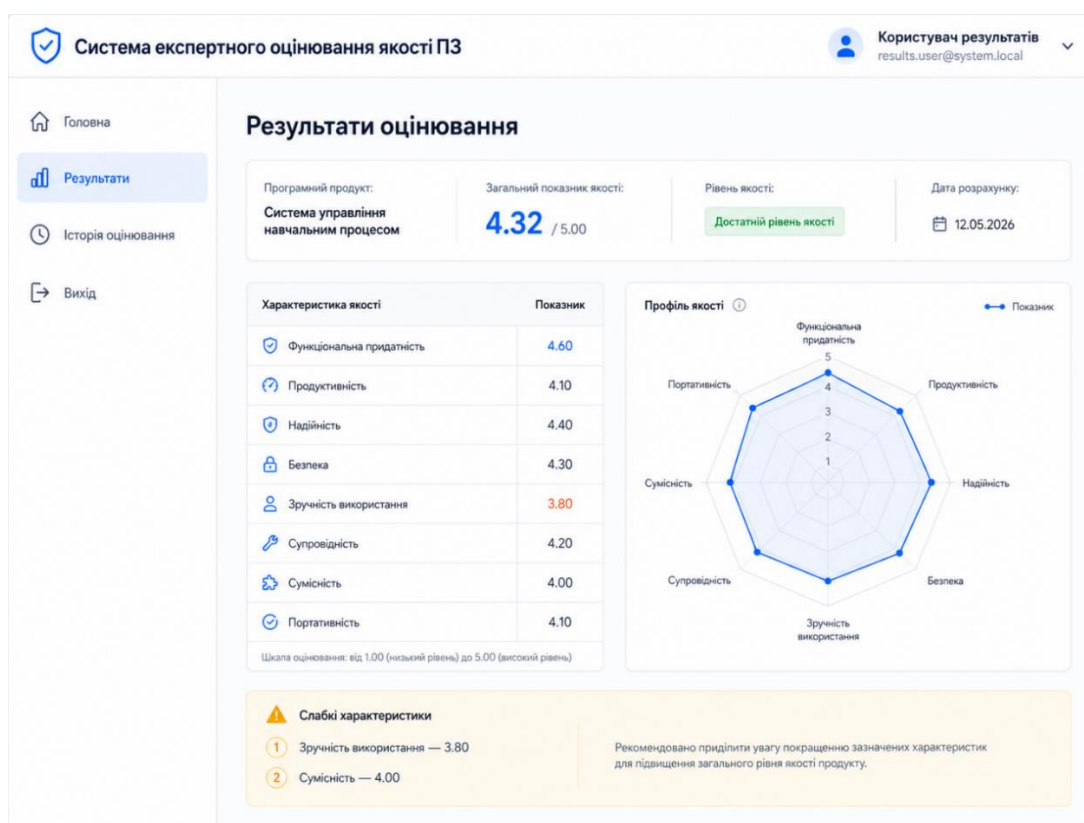 Система експертного оцінювання якості ПЗ
Користувач результатів
results.user@system.local
Головна
Результати
Історія оцінювання
Вихід
Результати оцінювання
Програмний продукт:
Система управління
навчальним процесом
Загальний показник якості:
4.32 / 5.00
Рівень якості:
Достатній рівень якості
Дата розрахунку:
12.05.2026
Характеристика якості Показник
Функціональна придатність 4.60
Продуктивність 4.10
Надійність 4.40
Безпека 4.30
Зручність використання 3.80
Супровідність 4.20
Сумісність 4.00
Портативність 4.10
Шкала оцінювання: від 1.00 (низький рівень) до 5.00 (високий рівень)
Профіль якості
Показник
Функціональна
придатність
5
4
3
2
1
Портативність
Продуктивність
Сумісність
Надійність
Супровідність
Безпека
Зручність
використання
Слабкі характеристики
1 Зручність використання — 3.80
2 Сумісність — 4.00
Рекомендовано приділити увагу покращенню зазначених характеристик
для підвищення загального рівня якості продукту.